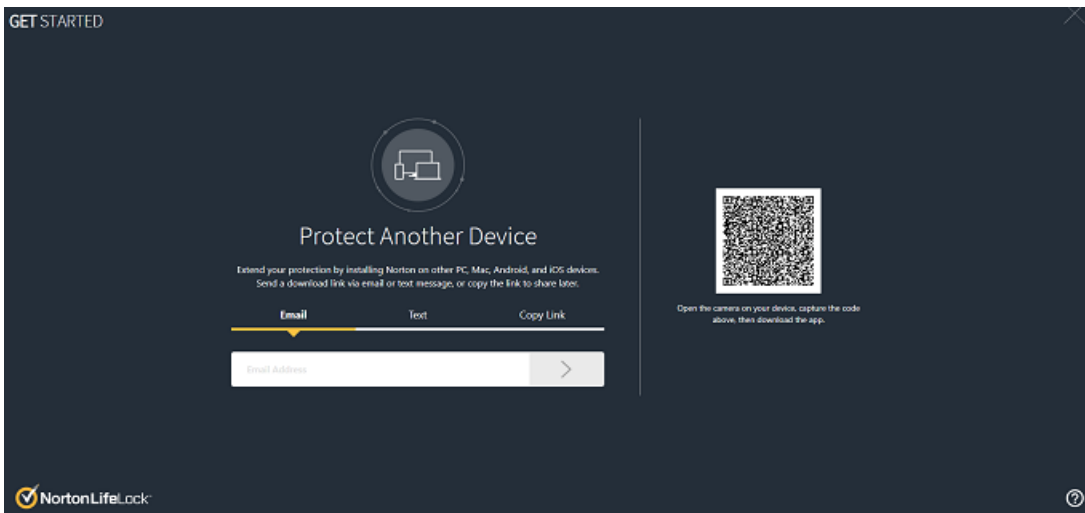 GET STARTED
Protect Another Device
Extend your protection by installing Norton on other PC, Mac, Android, and iOS devices.
Send a download link via email or text message, or copy the link to share later.
Email Text Copy Link
Email Address
Open the camera on your device, capture the code
above, then download the app.
NortonLifeLock
?